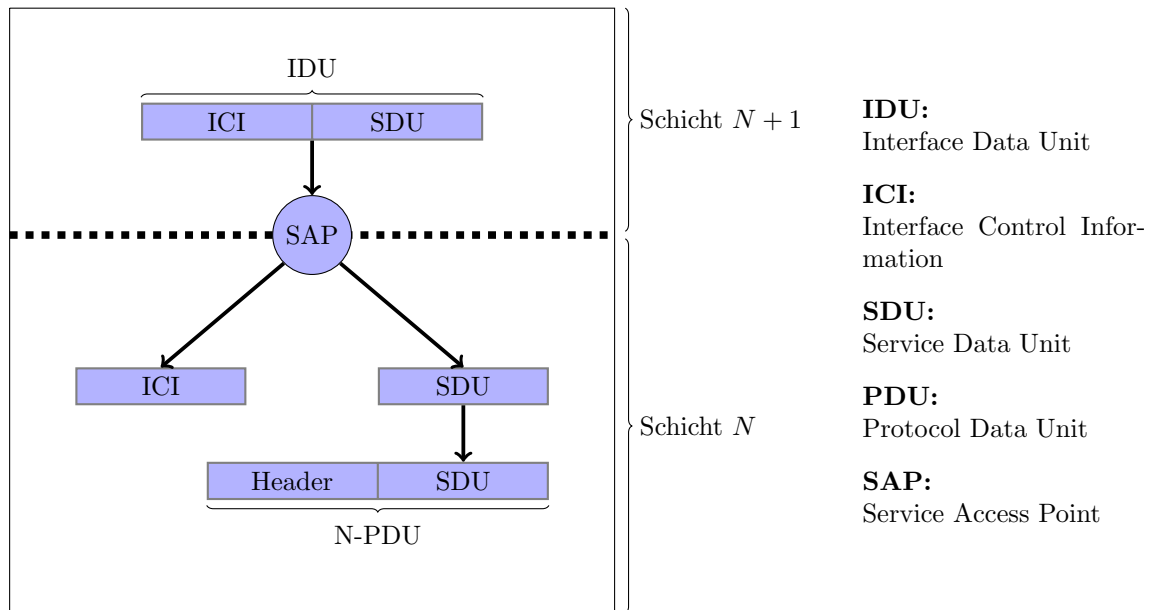 IDU
ICI SDU
SAP
ICI SDU
Header SDU
N-PDU
Schicht N + 1
Schicht N
IDU:
Interface Data Unit
ICI:
Interface Control Infor-
mation
SDU:
Service Data Unit
PDU:
Protocol Data Unit
SAP:
Service Access Point